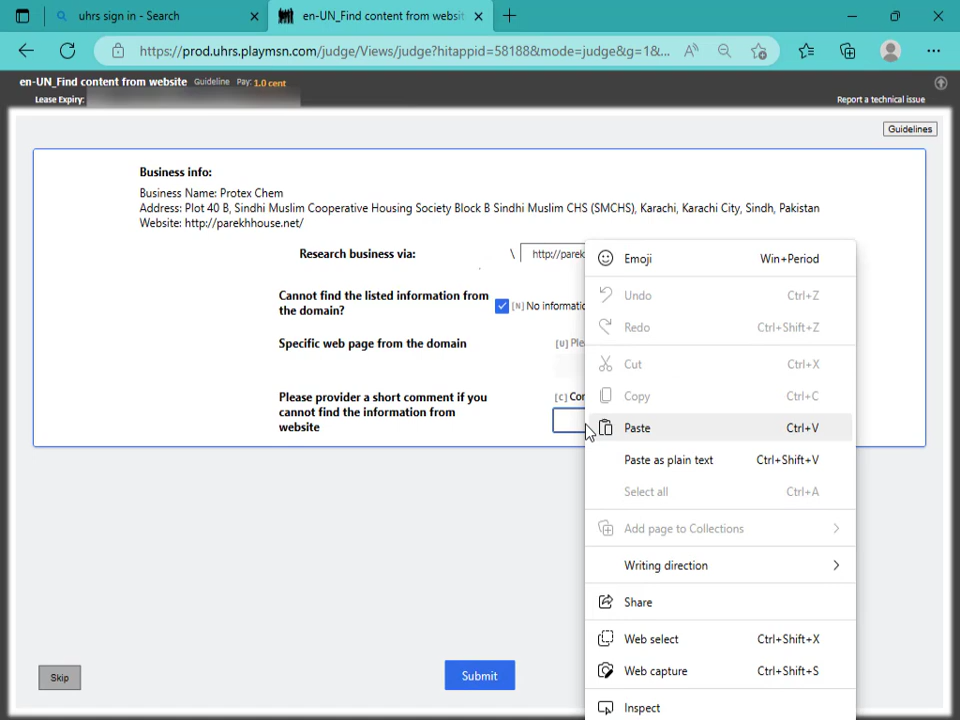 uhrs sign in - Search
en-UN_Find content from websit
https://prod.uhrs.playmsn.com/judge/Views/judge?hitappid=58188&mode=judge&g=1&...
en-UN_Find content from website Guideline Pay: 1.0 cent
Lease Expiry:
Report a technical issue
Guidelines
Business info:
Business Name: Protex Chem
Address: Plot 40 B, Sindhi Muslim Cooperative Housing Society Block B Sindhi Muslim CHS (SMCHS), Karachi, Karachi City, Sindh, Pakistan
Website: http://parekhhouse.net/
Research business via: \ http://parek
Cannot find the listed information from
the domain?
[N] No informatio
Specific web page from the domain
[U] Ple
Please provider a short comment if you
cannot find the information from
website
[C] Con
Emoji Win+Period
Undo Ctrl+Z
Redo Ctrl+Shift+Z
Cut Ctrl+X
Copy Ctrl+C
Paste Ctrl+V
Paste as plain text Ctrl+Shift+V
Select all Ctrl+A
Add page to Collections
Writing direction
Share
Web select Ctrl+Shift+X
Web capture Ctrl+Shift+S
Inspect
Skip
Submit